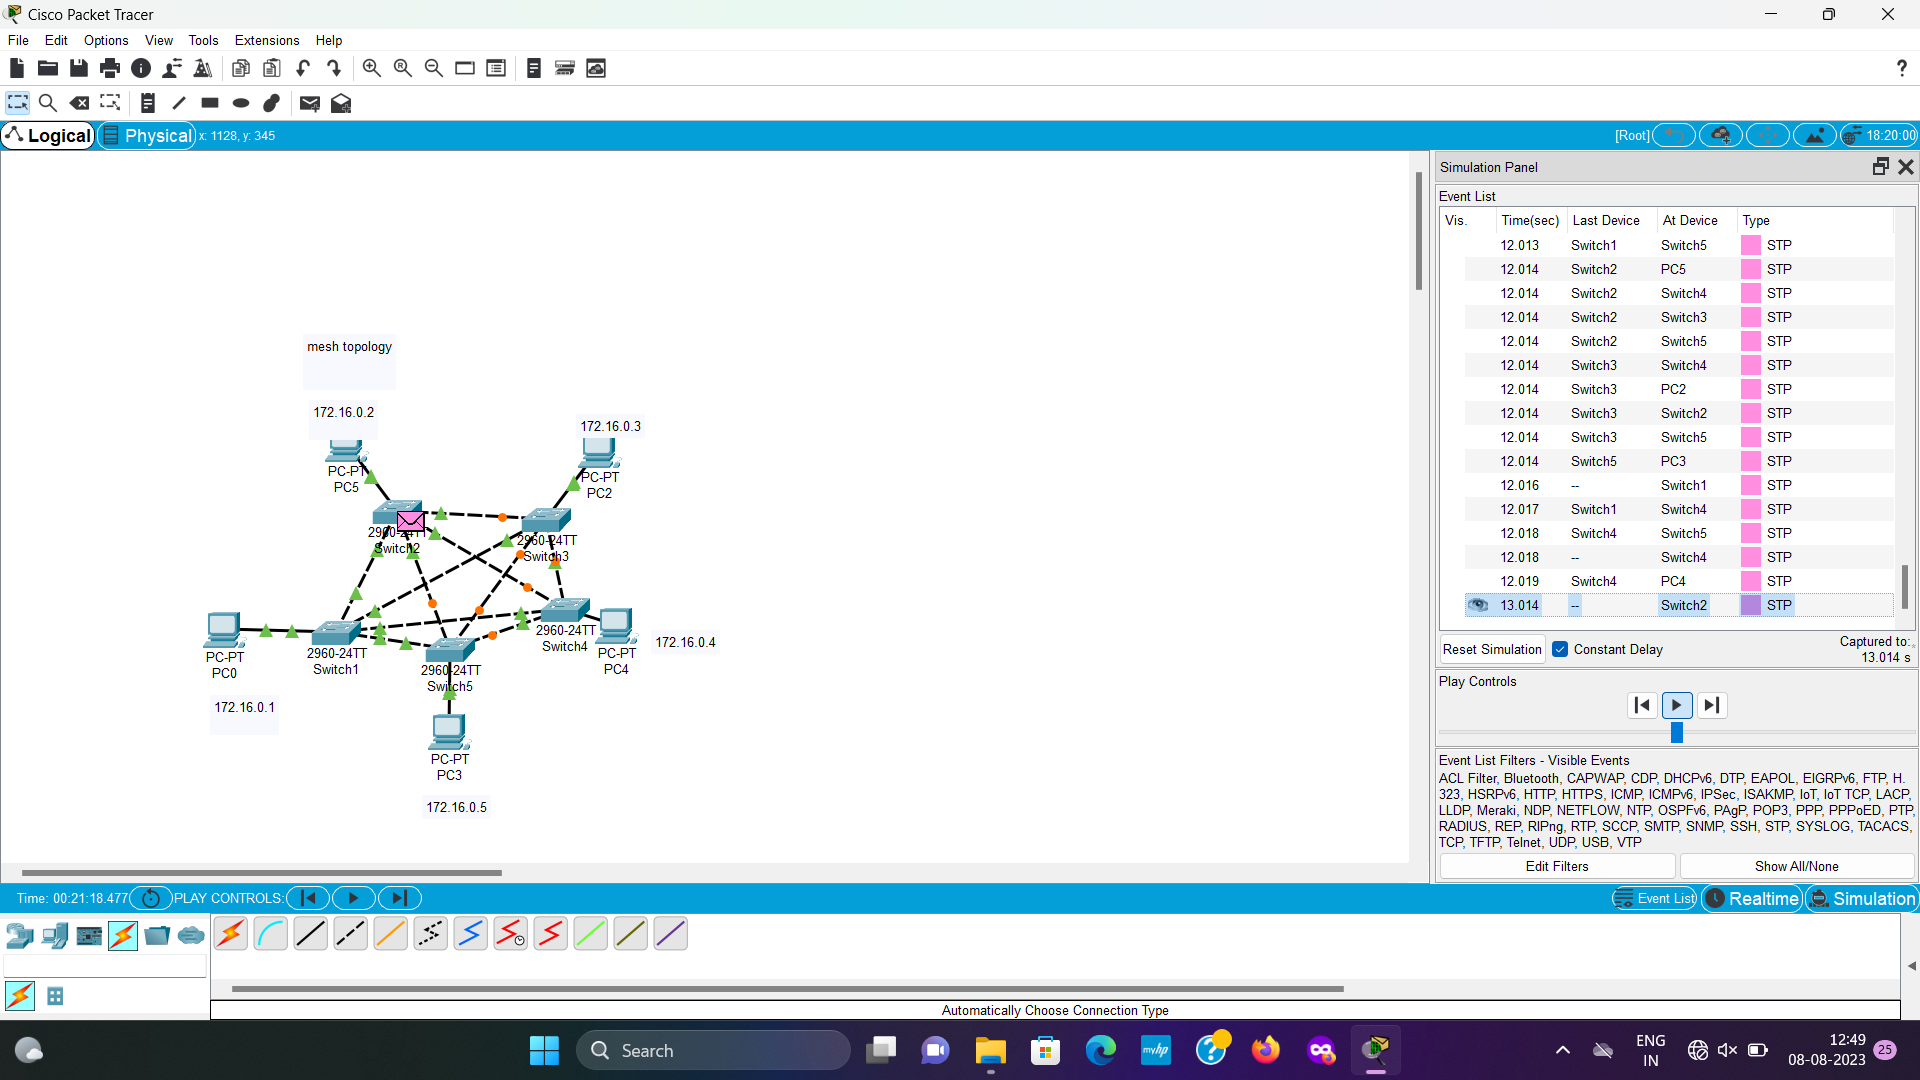 Cisco Packet Tracer
File Edit Options View Tools Extensions Help
?
Logical Physical x: 1128, y: 345
[Root] 18:20:00
mesh topology
172.16.0.2
PC-PT
PC5
172.16.0.3
PC-PT
PC2
2960-24TT
Switch2
2960-24TT
Switch3
PC-PT
PC0
172.16.0.1
2960-24TT
Switch1
2960-24TT
Switch5
2960-24TT
Switch4
PC-PT
PC4
172.16.0.4
PC-PT
PC3
172.16.0.5
Simulation Panel
Event List
Vis. Time(sec) Last Device At Device Type
12.013 Switch1 Switch5 STP
12.014 Switch2 PC5 STP
12.014 Switch2 Switch4 STP
12.014 Switch2 Switch3 STP
12.014 Switch2 Switch5 STP
12.014 Switch3 Switch4 STP
12.014 Switch3 PC2 STP
12.014 Switch3 Switch2 STP
12.014 Switch3 Switch5 STP
12.014 Switch5 PC3 STP
12.016 -- Switch1 STP
12.017 Switch1 Switch4 STP
12.018 Switch4 Switch5 STP
12.018 -- Switch4 STP
12.019 Switch4 PC4 STP
13.014 -- Switch2 STP
Reset Simulation Constant Delay Captured to:
13.014 s
Play Controls
Event List Filters - Visible Events
ACL Filter, Bluetooth, CAPWAP, CDP, DHCPv6, DTP, EAPOL, EIGRPv6, FTP, H.
323, HSRPv6, HTTP, HTTPS, ICMP, ICMPv6, IPSec, ISAKMP, IoT, IoT TCP, LACP,
LLDP, Meraki, NDP, NETFLOW, NTP, OSPFv6, PAgP, POP3, PPP, PPPoED, PTP,
RADIUS, REP, RIPng, RTP, SCCP, SMTP, SNMP, SSH, STP, SYSLOG, TACACS,
TCP, TFTP, Telnet, UDP, USB, VTP
Edit Filters Show All/None
Time: 00:21:18.477 PLAY CONTROLS: Event List Realtime Simulation
Automatically Choose Connection Type
Search
myhp
?
ENG
IN
12:49
08-08-2023
25